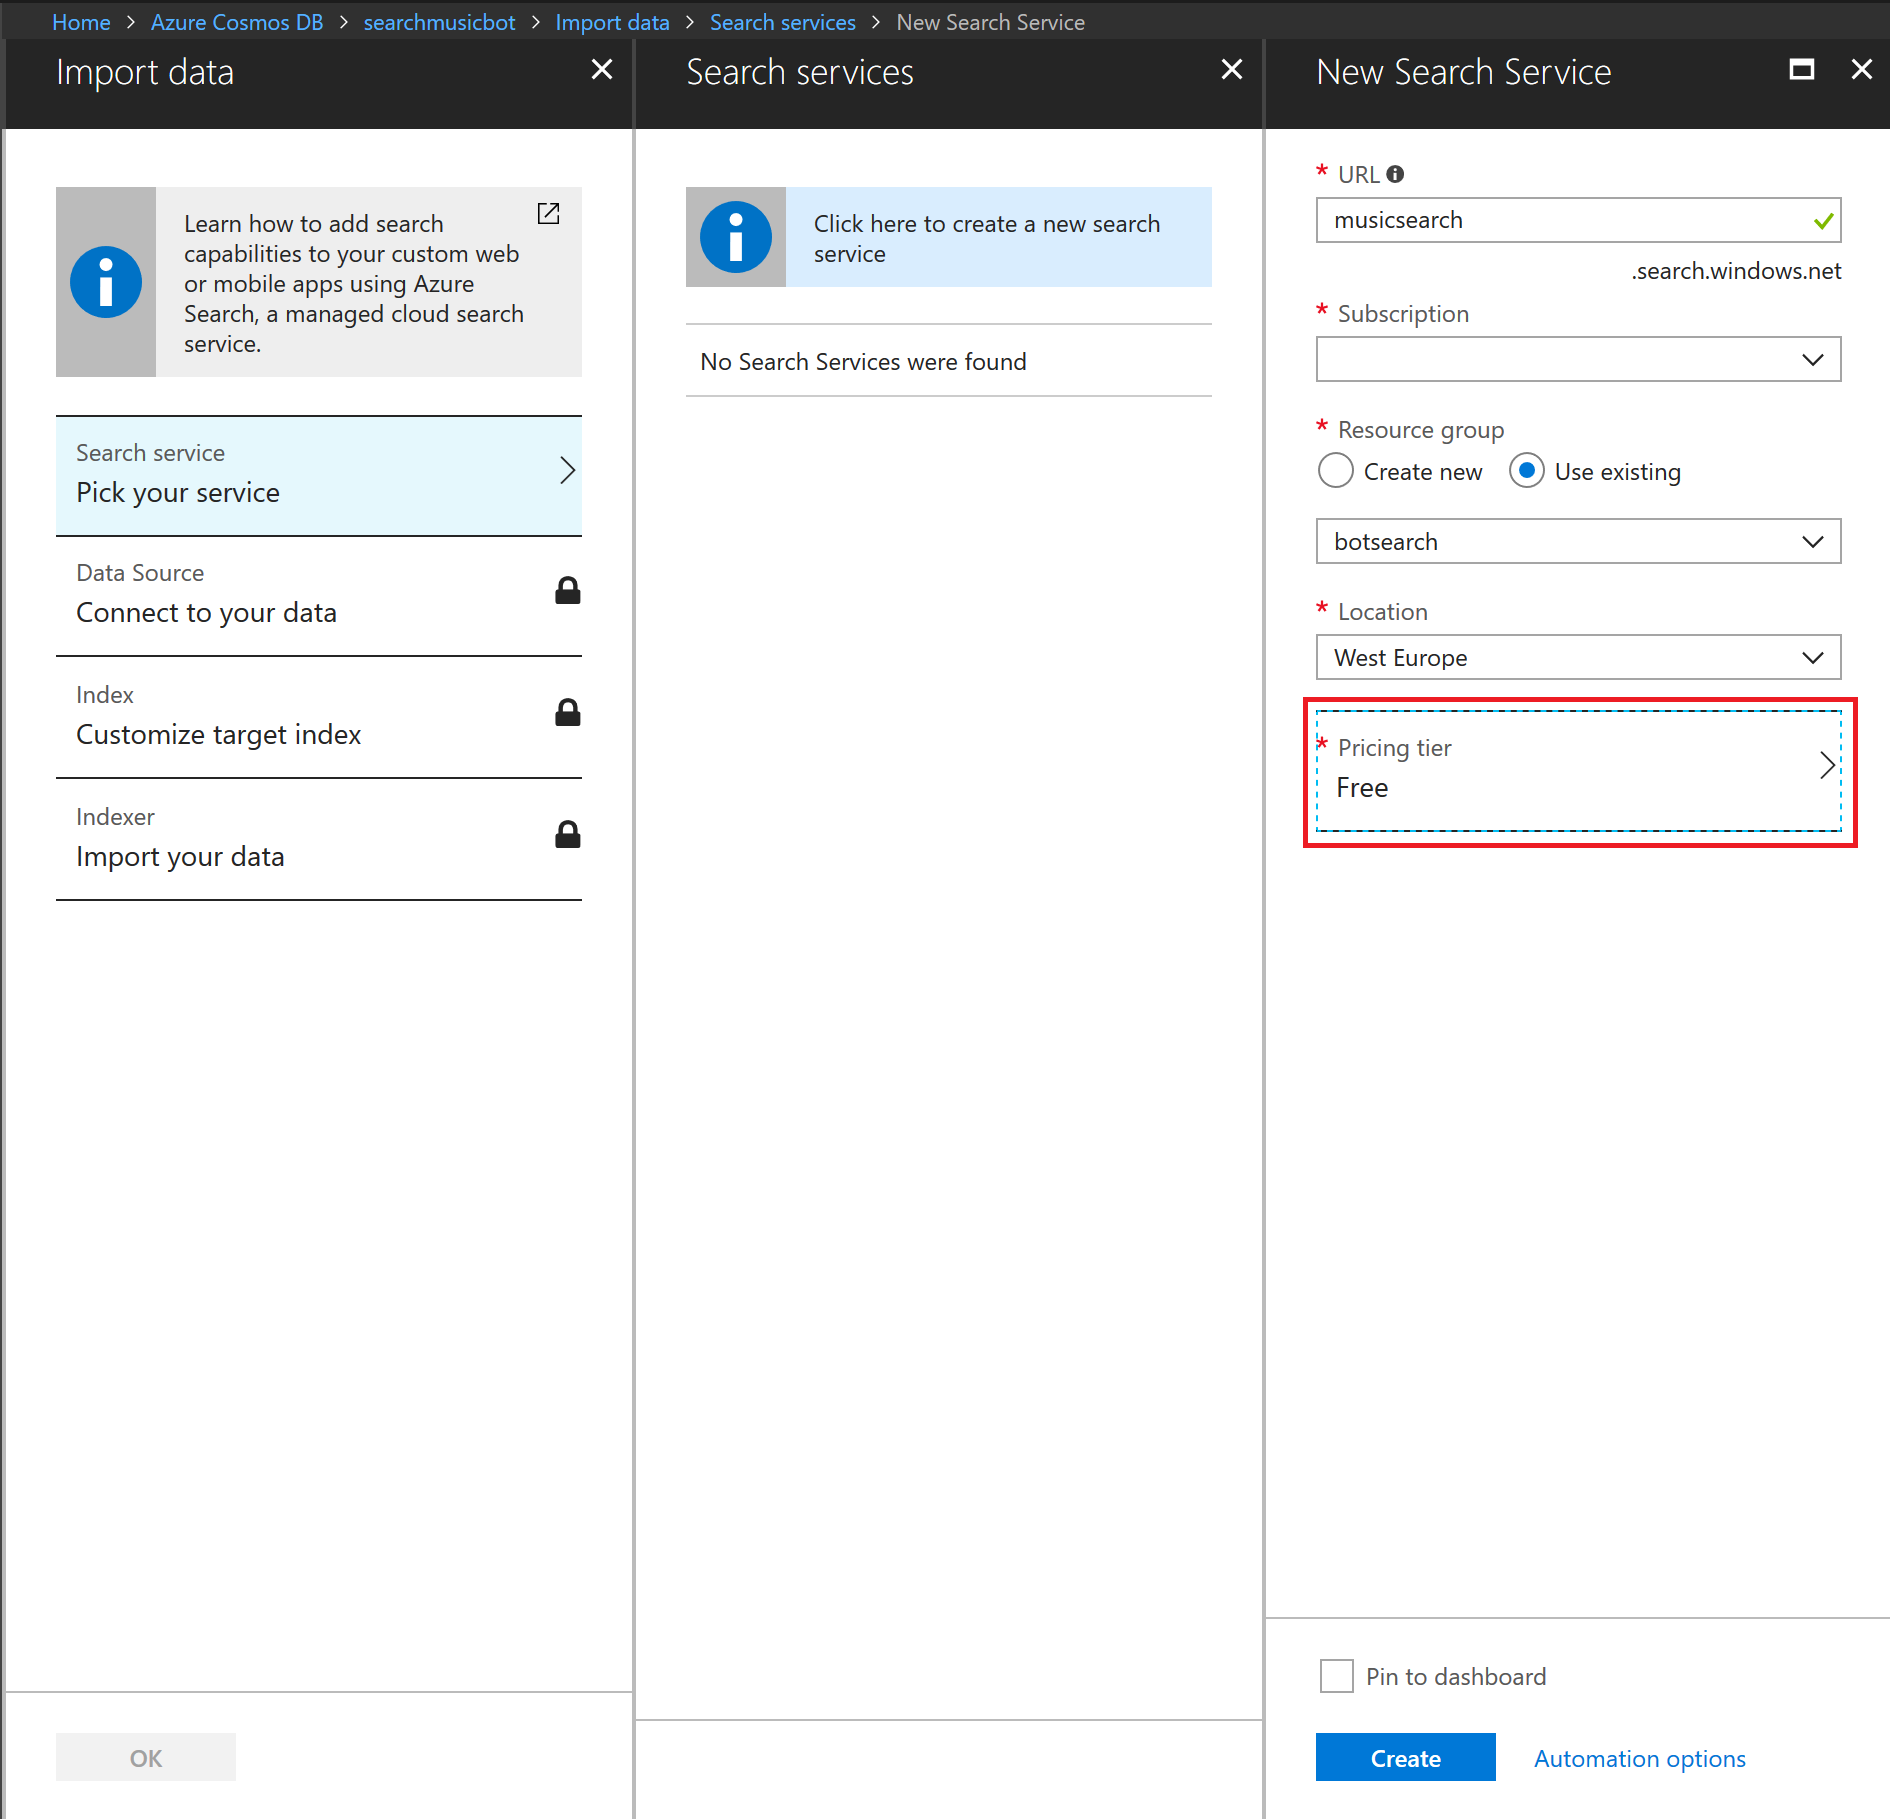 Home > Azure Cosmos DB > searchmusicbot > Import data > Search services > New Search Service
Import data
Learn how to add search
capabilities to your custom web
or mobile apps using Azure
Search, a managed cloud search
service.
Search service
Pick your service
Data Source
Connect to your data
Index
Customize target index
Indexer
Import your data
OK
Search services
Click here to create a new search
service
No Search Services were found
New Search Service
* URL
musicsearch
.search.windows.net
* Subscription
* Resource group
Create new Use existing
botsearch
* Location
West Europe
* Pricing tier
Free
Pin to dashboard
Create Automation options